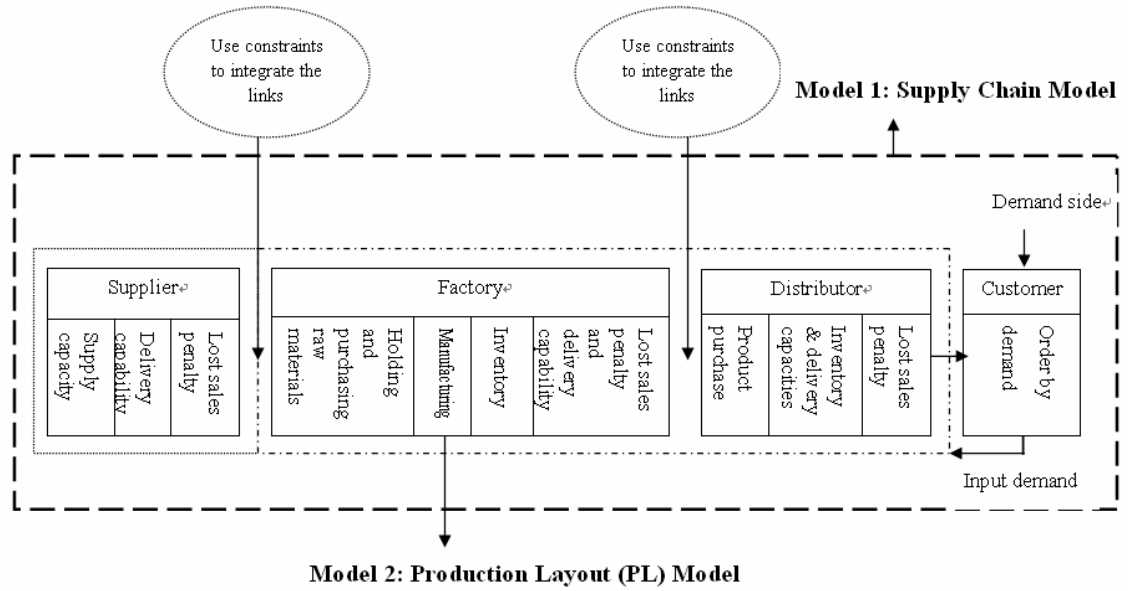 Use constraints
to integrate the
links
Use constraints
to integrate the
links
Model 1: Supply Chain Model
Demand side
Supplier
Factory
Distributor
Customer
Supply
capacity
Delivery
capability
Lost sales
penalty
Holding
and
purchasing
raw
materials
Manufacturing
Inventory
Lost sales
penalty
and
delivery
capability
Product
purchase
Inventory
& delivery
capacities
Lost sales
penalty
Order by
demand
Input demand
Model 2: Production Layout (PL) Model